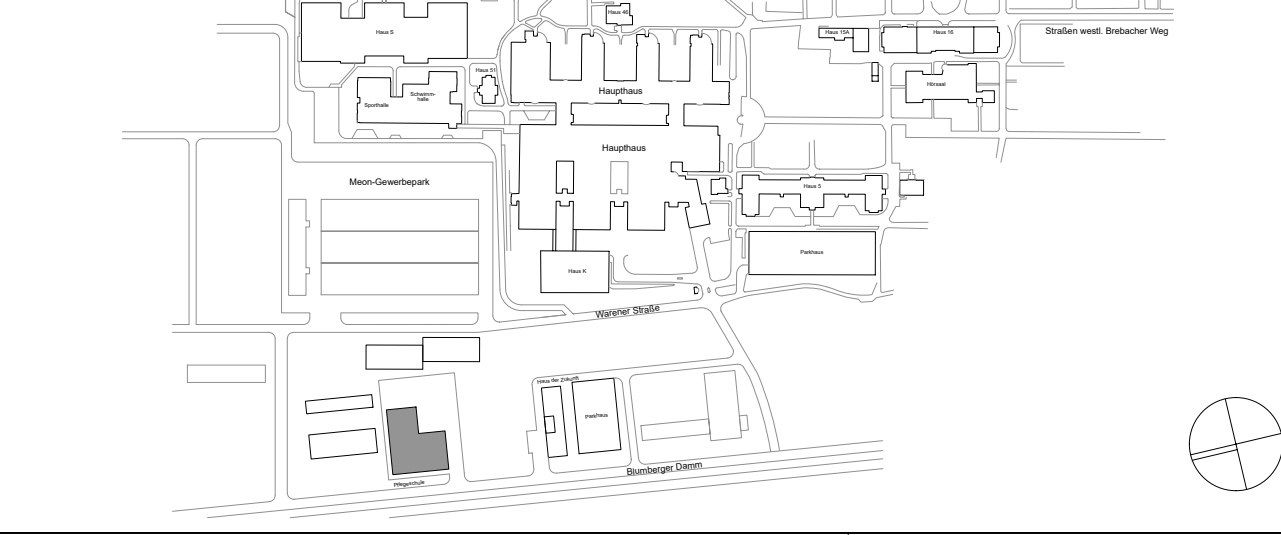 Haus 46
Haus S
Haus 15A
Haus 16
Straßen westl. Brebacher Weg
Haus 51
Haupthaus
Hörsaal
Schwimm-
halle
Sporthalle
Haupthaus
Meon-Gewerbepark
Haus 5
Parkhaus
Haus K
Warener Straße
Haus der Zukunft
Parkhaus
Blumberger Damm
Pflegeschule